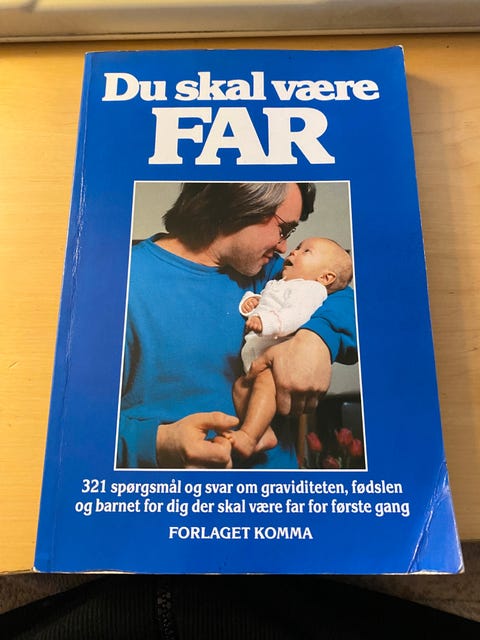 Du skal være
FAR
321 spørgsmål og svar om graviditeten, fødslen
og barnet for dig der skal være far for første gang
FORLAGET KOMMA